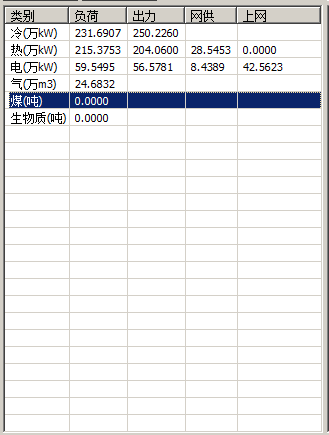 类别 负荷 出力 网供 上网
冷(万kW) 231.6907 250.2260
热(万kW) 215.3753 204.0600 28.5453 0.0000
电(万kW) 59.5495 56.5781 8.4389 42.5623
气(万m3) 24.6832
煤(吨) 0.0000
生物质(吨) 0.0000